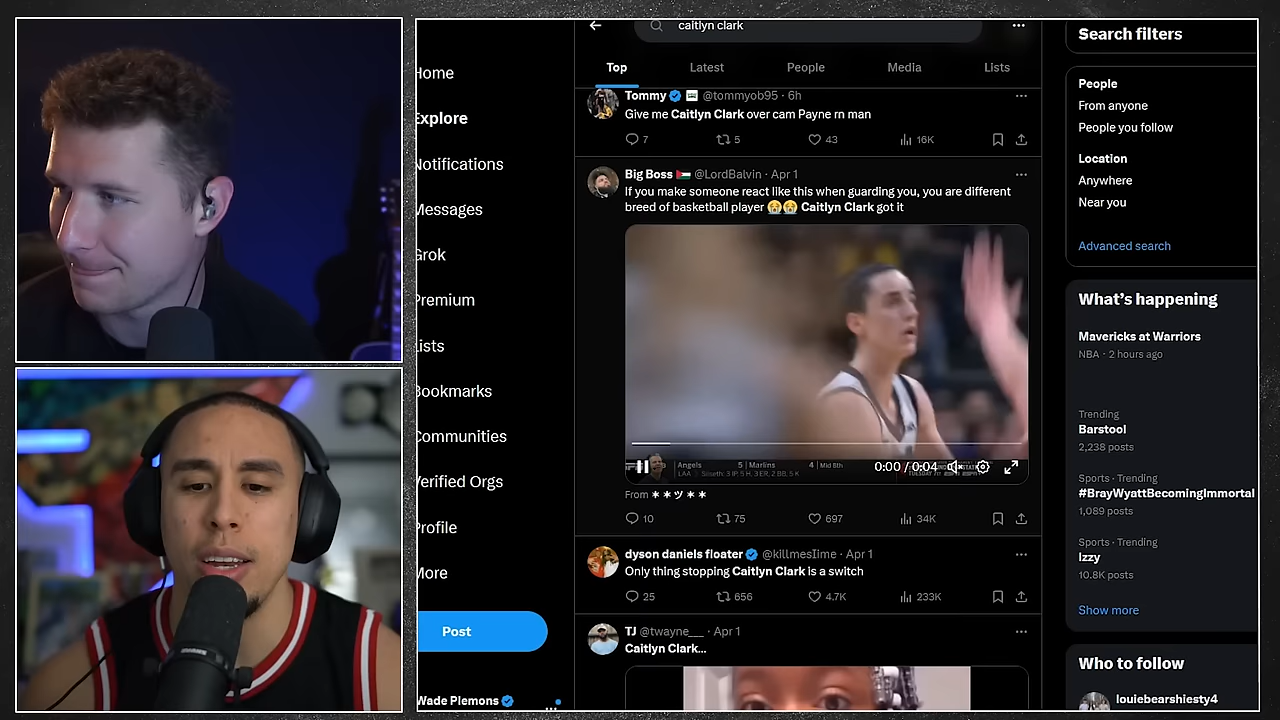 Home
Explore
Notifications
Messages
Grok
Premium
Lists
Bookmarks
Communities
Verified Orgs
Profile
More
Post
Wade Plemons
caitlyn clark
Top Latest People Media Lists
Tommy @tommyob95 · 6h
Give me Caitlyn Clark over cam Payne rn man
7 5 43 16K
Big Boss @LordBalvin · Apr 1
If you make someone react like this when guarding you, you are different
breed of basketball player 😭😭 Caitlyn Clark got it
Angels 5 Marlins 4 Mid 8th
0:00 / 0:04
From ＊＊ツ＊＊
10 75 697 34K
dyson daniels floater @killmesIime · Apr 1
Only thing stopping Caitlyn Clark is a switch
25 656 4.7K 233K
TJ @twayne___ · Apr 1
Caitlyn Clark...
Search filters
People
From anyone
People you follow
Location
Anywhere
Near you
Advanced search
What's happening
Mavericks at Warriors
NBA · 2 hours ago
Trending
Barstool
2,238 posts
Sports · Trending
#BrayWyattBecomingImmortal
1,089 posts
Sports · Trending
Izzy
10.8K posts
Show more
Who to follow
louiebearshiesty4